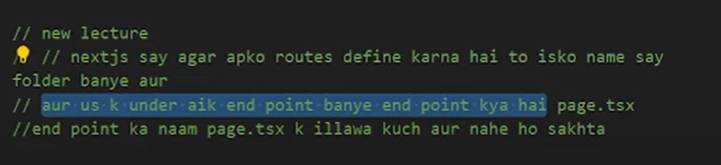 // new lecture
// // nextjs say agar apko routes define karna hai to isko name say
folder banye aur
// aur us k under aik end point banye end point kya hai page.tsx
//end point ka naam page.tsx k illawa kuch aur nahe ho sakhta